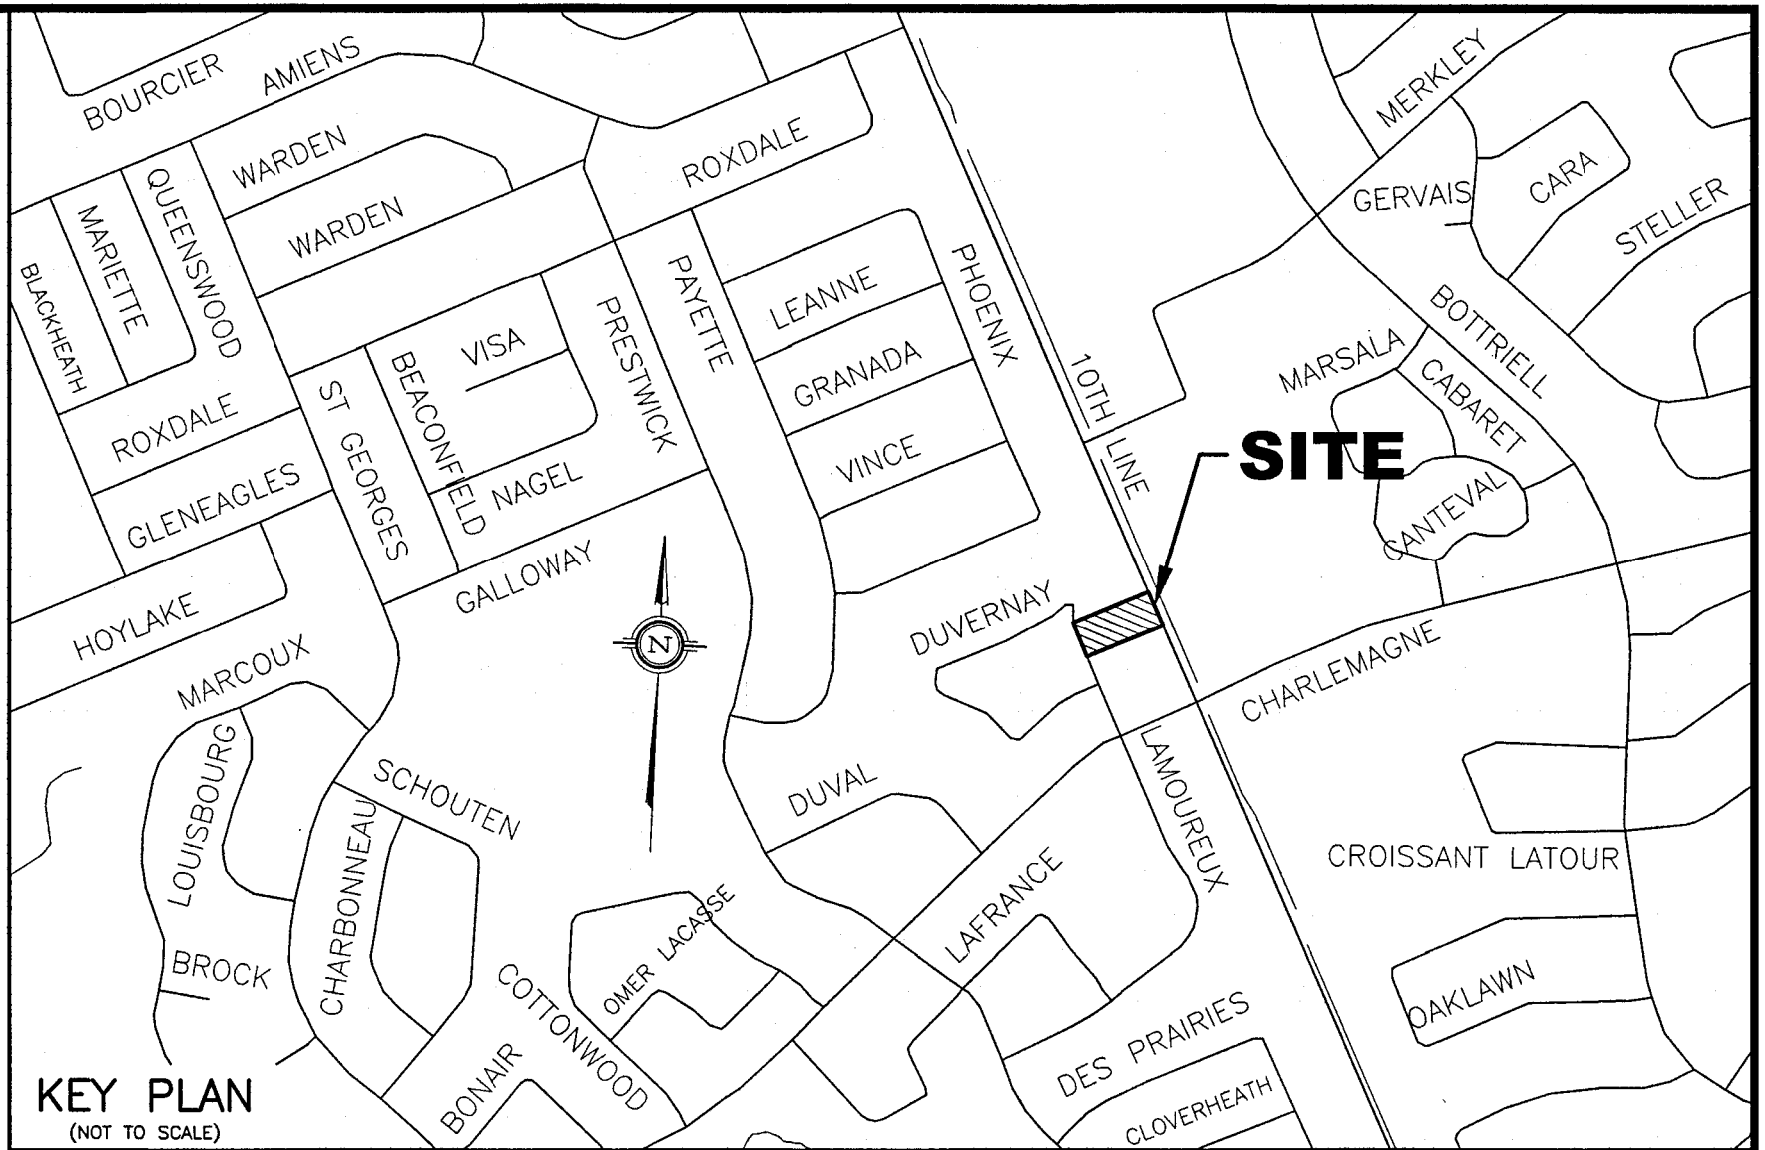 BOURCIER
AMIENS
MERKLEY
WARDEN
ROXDALE
QUEENSWOOD
GERVAIS
CARA
MARIETTE
WARDEN
STELLER
BLACKHEATH
PAYETTE
PHOENIX
LEANNE
BOTTRIELL
VISA
PRESTWICK
BEACONFIELD
GRANADA
10TH LINE
MARSALA
CABARET
ROXDALE
ST GEORGES
VINCE
SITE
GLENEAGLES
NAGEL
CANTEVAL
GALLOWAY
HOYLAKE
DUVERNAY
N
MARCOUX
CHARLEMAGNE
LOUISBOURG
SCHOUTEN
DUVAL
LAMOUREUX
CHARBONNEAU
CROISSANT LATOUR
LAFRANCE
OMER LACASSE
BROCK
COTTONWOOD
OAKLAWN
DES PRAIRIES
BONAIR
CLOVERHEATH
KEY PLAN
(NOT TO SCALE)